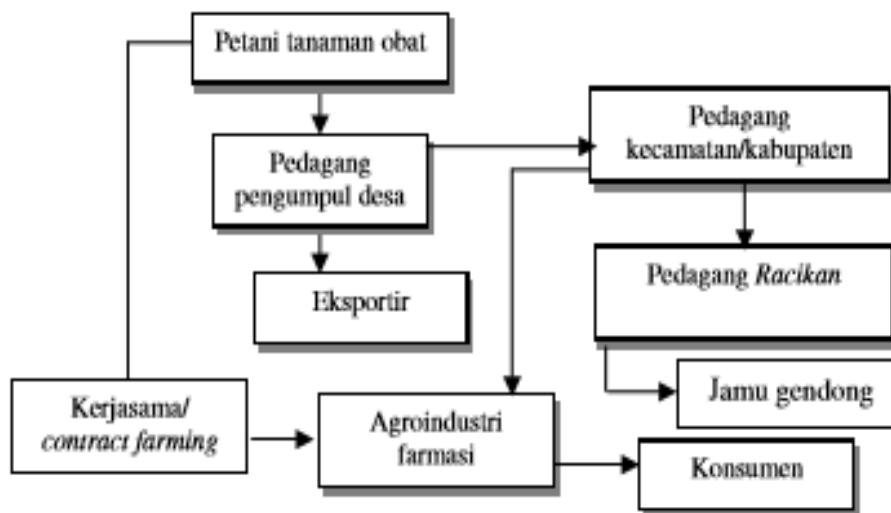 Petani tanaman obat
Pedagang
pengumpul desa
Pedagang
kecamatan/kabupaten
Eksportir
Pedagang Racikan
Jamu gendong
Kerjasama/
contract farming
Agroindustri
farmasi
Konsumen